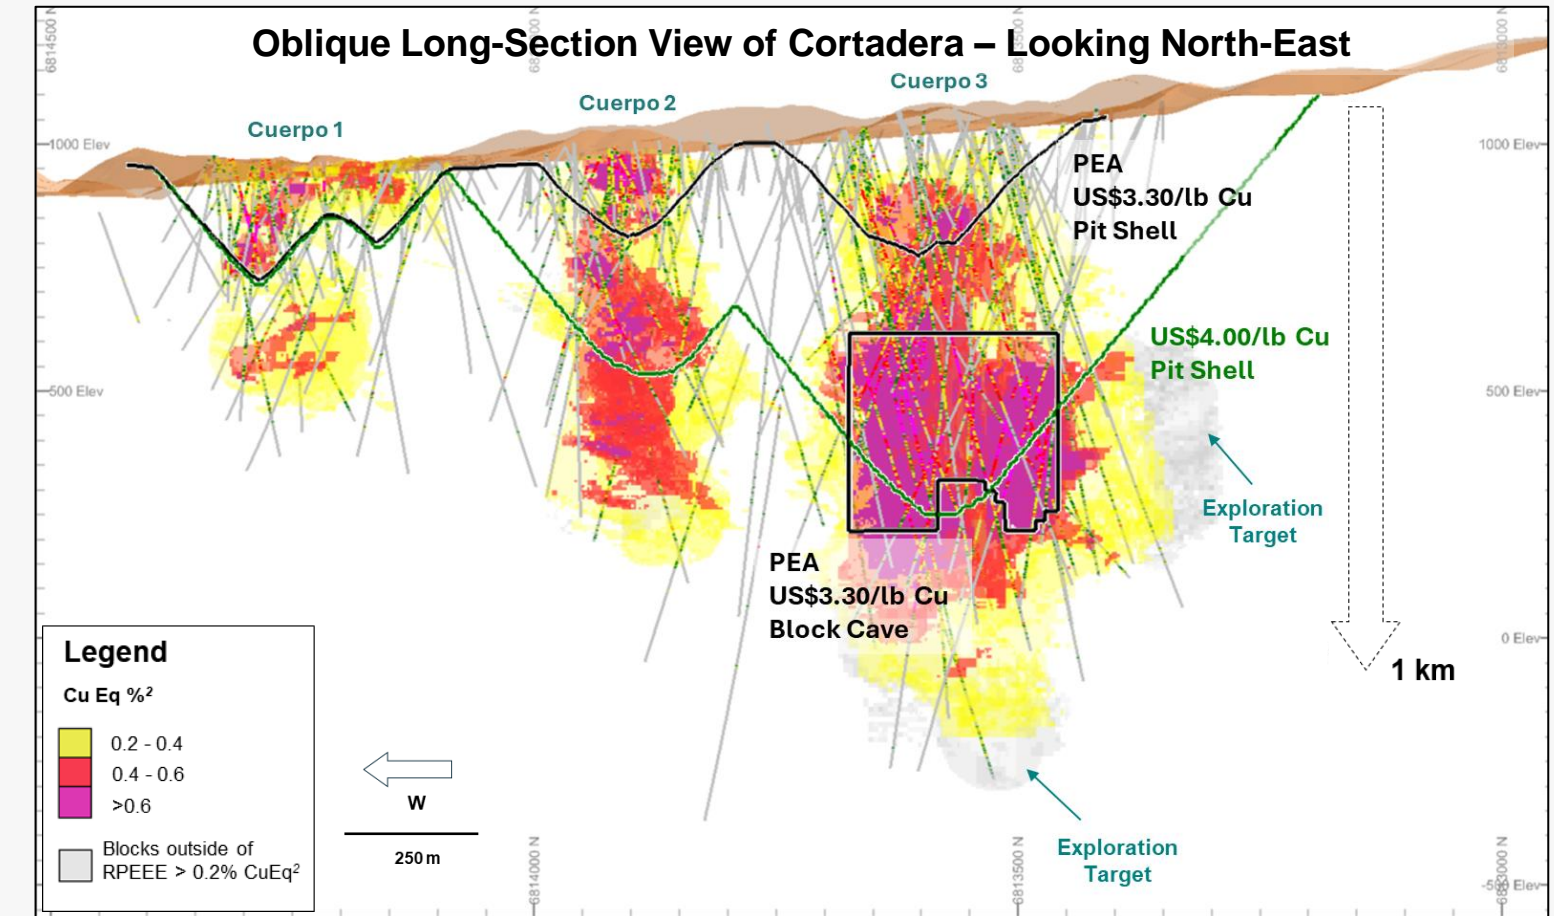 Oblique Long-Section View of Cortadera – Looking North-East
6814500 N
6813500 N
6813000 N
Cuerpo 1
Cuerpo 2
Cuerpo 3
1000 Elev
1000 Elev
PEA
US$3.30/lb Cu
Pit Shell
US$4.00/lb Cu
Pit Shell
500 Elev
500 Elev
Exploration
Target
PEA
US$3.30/lb Cu
Block Cave
0 Elev
1 km
Legend
Cu Eq %²
0.2 - 0.4
0.4 - 0.6
>0.6
Blocks outside of
RPEEE > 0.2% CuEq²
W
250 m
Exploration
Target
6814000 N
6813500 N
6813000 N
-500 Elev